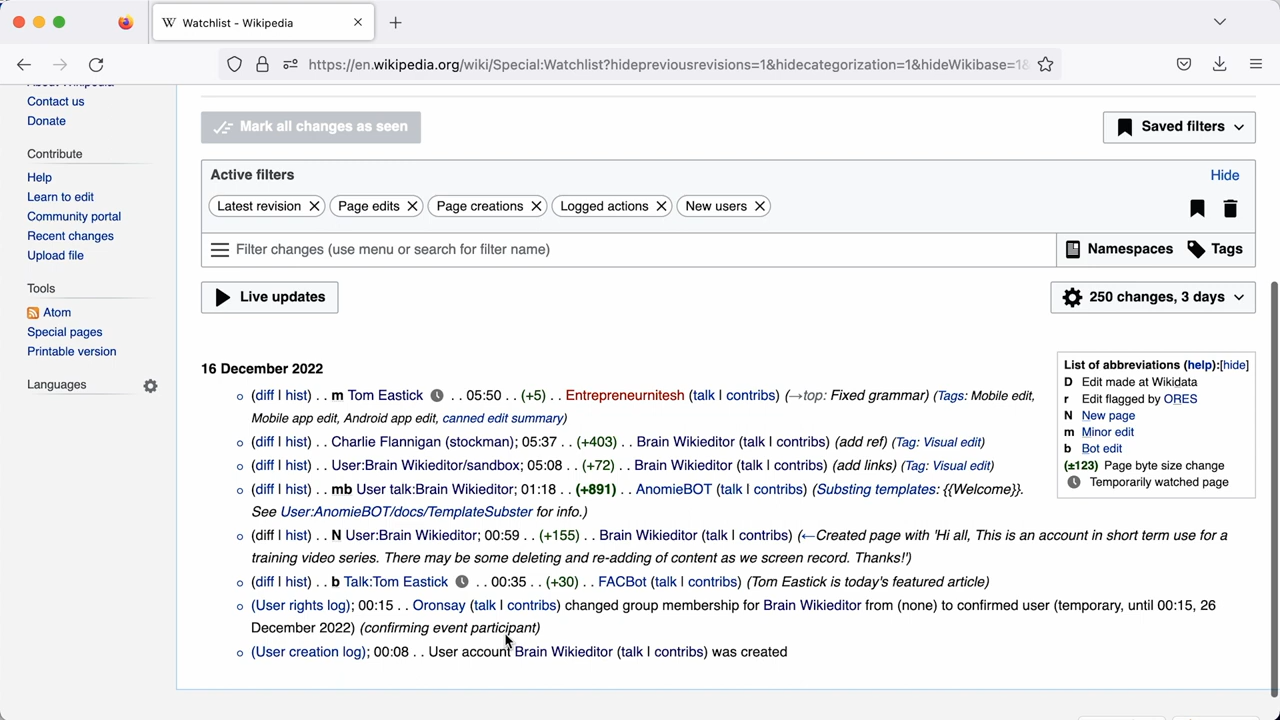 Watchlist - Wikipedia
https://en.wikipedia.org/wiki/Special:Watchlist?hidepreviousrevisions=1&hidecategorization=1&hideWikibase=1&
About Wikipedia
Contact us
Donate
Contribute
Help
Learn to edit
Community portal
Recent changes
Upload file
Tools
Atom
Special pages
Printable version
Languages
Mark all changes as seen
Saved filters
Active filters
Hide
Latest revision Page edits Page creations Logged actions New users
Filter changes (use menu or search for filter name)
Namespaces Tags
Live updates
250 changes, 3 days
16 December 2022
(diff | hist) . . m Tom Eastick . . 05:50 . . (+5) . . Entrepreneurnitesh (talk | contribs) (→top: Fixed grammar) (Tags: Mobile edit,
Mobile app edit, Android app edit, canned edit summary)
(diff | hist) . . Charlie Flannigan (stockman); 05:37 . . (+403) . . Brain Wikieditor (talk | contribs) (add ref) (Tag: Visual edit)
(diff | hist) . . User:Brain Wikieditor/sandbox; 05:08 . . (+72) . . Brain Wikieditor (talk | contribs) (add links) (Tag: Visual edit)
(diff | hist) . . mb User talk:Brain Wikieditor; 01:18 . . (+891) . . AnomieBOT (talk | contribs) (Substing templates: {{Welcome}}.
See User:AnomieBOT/docs/TemplateSubster for info.)
(diff | hist) . . N User:Brain Wikieditor; 00:59 . . (+155) . . Brain Wikieditor (talk | contribs) (←Created page with 'Hi all, This is an account in short term use for a
training video series. There may be some deleting and re-adding of content as we screen record. Thanks!')
(diff | hist) . . b Talk:Tom Eastick . . 00:35 . . (+30) . . FACBot (talk | contribs) (Tom Eastick is today's featured article)
(User rights log); 00:15 . . Oronsay (talk | contribs) changed group membership for Brain Wikieditor from (none) to confirmed user (temporary, until 00:15, 26
December 2022) (confirming event participant)
(User creation log); 00:08 . . User account Brain Wikieditor (talk | contribs) was created
List of abbreviations (help):[hide]
D Edit made at Wikidata
r Edit flagged by ORES
N New page
m Minor edit
b Bot edit
(±123) Page byte size change
Temporarily watched page